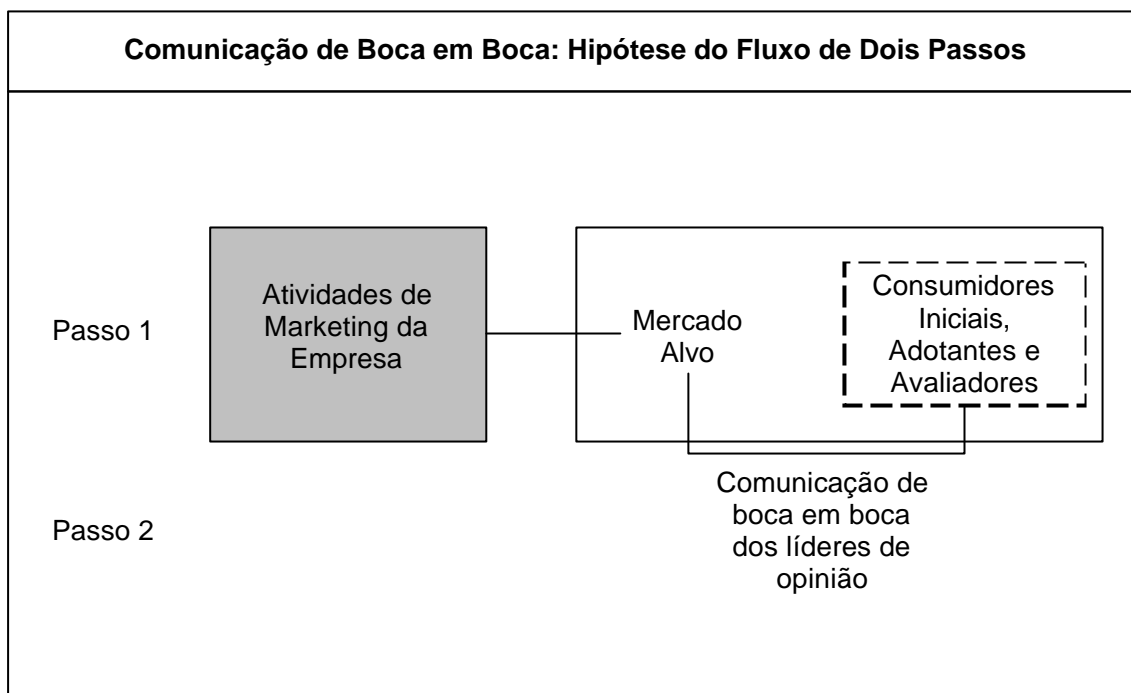 Comunicação de Boca em Boca: Hipótese do Fluxo de Dois Passos
Passo 1
Atividades de
Marketing da
Empresa
Mercado
Alvo
Consumidores
Iniciais,
Adotantes e
Avaliadores
Passo 2
Comunicação de
boca em boca
dos líderes de
opinião